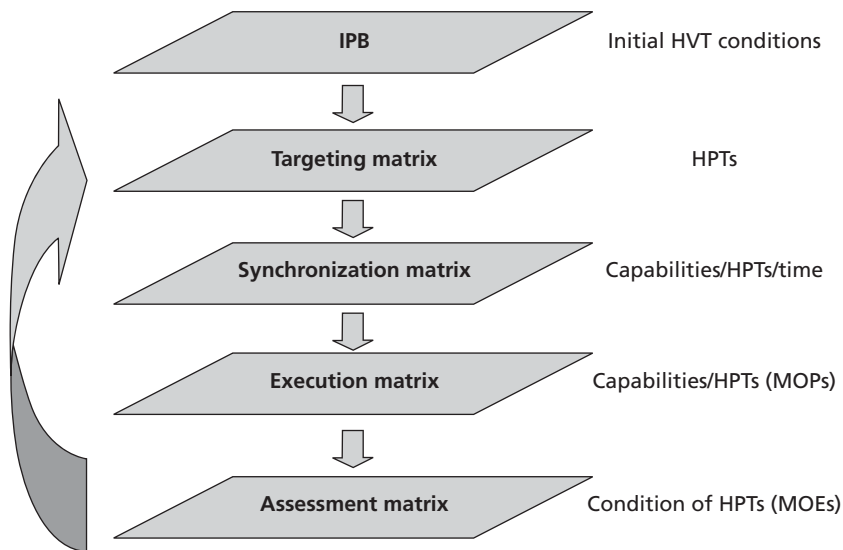 IPB
Initial HVT conditions
Targeting matrix
HPTs
Synchronization matrix
Capabilities/HPTs/time
Execution matrix
Capabilities/HPTs (MOPs)
Assessment matrix
Condition of HPTs (MOEs)